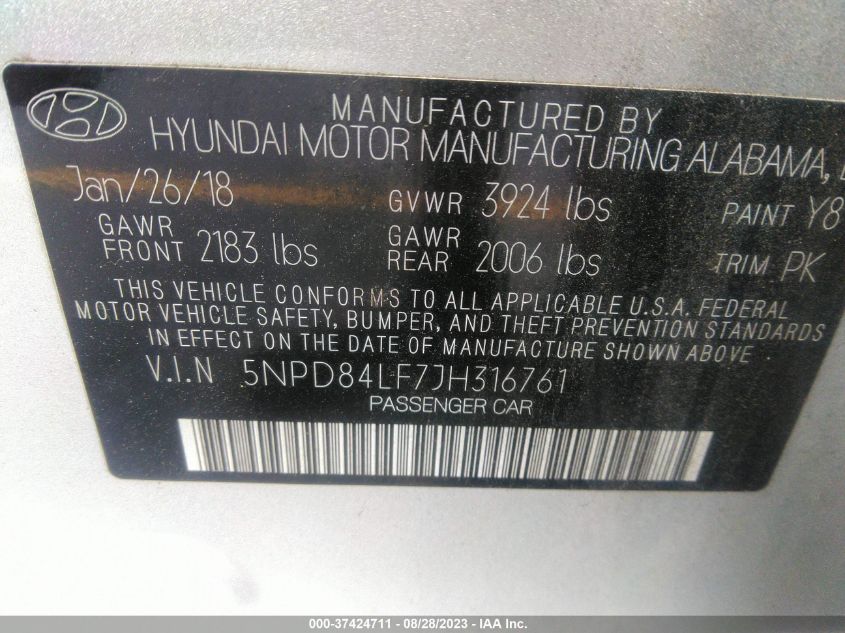 MANUFACTURED BY
HYUNDAI MOTOR MANUFACTURING ALABAMA,
Jan/26/18 GVWR 3924 lbs PAINT Y8
GAWR FRONT 2183 lbs GAWR REAR 2006 lbs TRIM PK
THIS VEHICLE CONFORMS TO ALL APPLICABLE U.S.A. FEDERAL
MOTOR VEHICLE SAFETY, BUMPER, AND THEFT PREVENTION STANDARDS
IN EFFECT ON THE DATE OF MANUFACTURE SHOWN ABOVE
V.I.N 5NPD84LF7JH316761
PASSENGER CAR
000-37424711 - 08/28/2023 - IAA Inc.